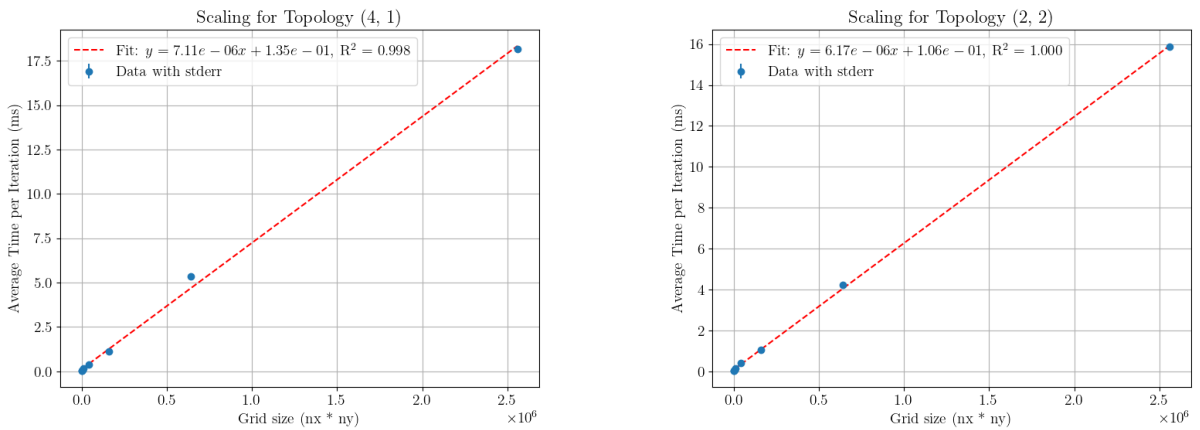 Scaling for Topology (4, 1)
Fit: y = 7.11e − 06x + 1.35e − 01, R² = 0.998
Data with stderr
Average Time per Iteration (ms)
17.5
15.0
12.5
10.0
7.5
5.0
2.5
0.0
0.0 0.5 1.0 1.5 2.0 2.5
×10⁶
Grid size (nx * ny)
Scaling for Topology (2, 2)
Fit: y = 6.17e − 06x + 1.06e − 01, R² = 1.000
Data with stderr
Average Time per Iteration (ms)
16
14
12
10
8
6
4
2
0
0.0 0.5 1.0 1.5 2.0 2.5
×10⁶
Grid size (nx * ny)